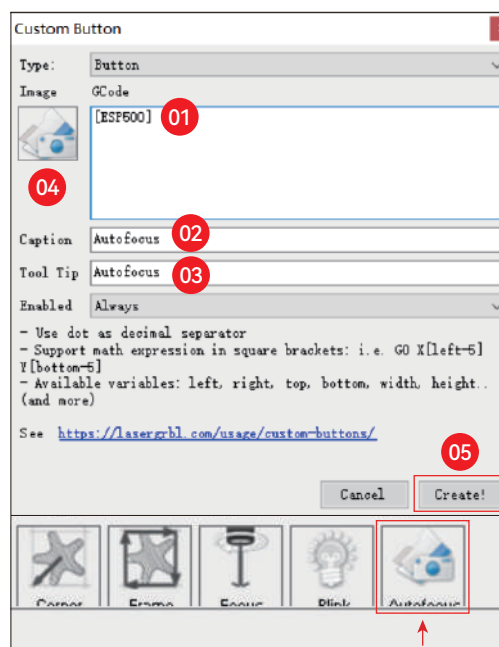 Custom Button
Type: Button
Image GCode
[ESP500] 01
04
Caption Autofocus 02
Tool Tip Autofocus 03
Enabled Always
- Use dot as decimal separator
- Support math expression in square brackets: i.e. G0 X[left-5]
Y[bottom-5]
- Available variables: left, right, top, bottom, width, height..
(and more)
See https://lasergrbl.com/usage/custom-buttons/
05
Cancel Create!
Corner Frame Focus Blink Autofocus